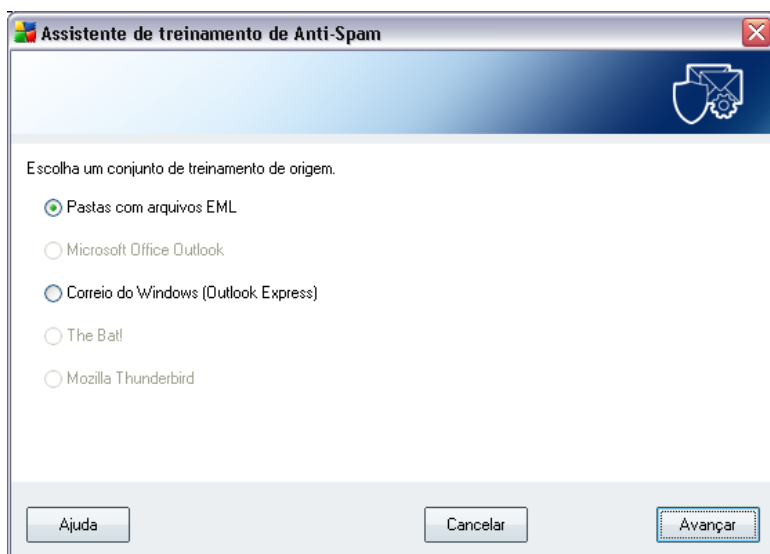 Assistente de treinamento de Anti-Spam
Escolha um conjunto de treinamento de origem.
Pastas com arquivos EML
Microsoft Office Outlook
Correio do Windows (Outlook Express)
The Bat!
Mozilla Thunderbird
Ajuda
Cancelar
Avançar